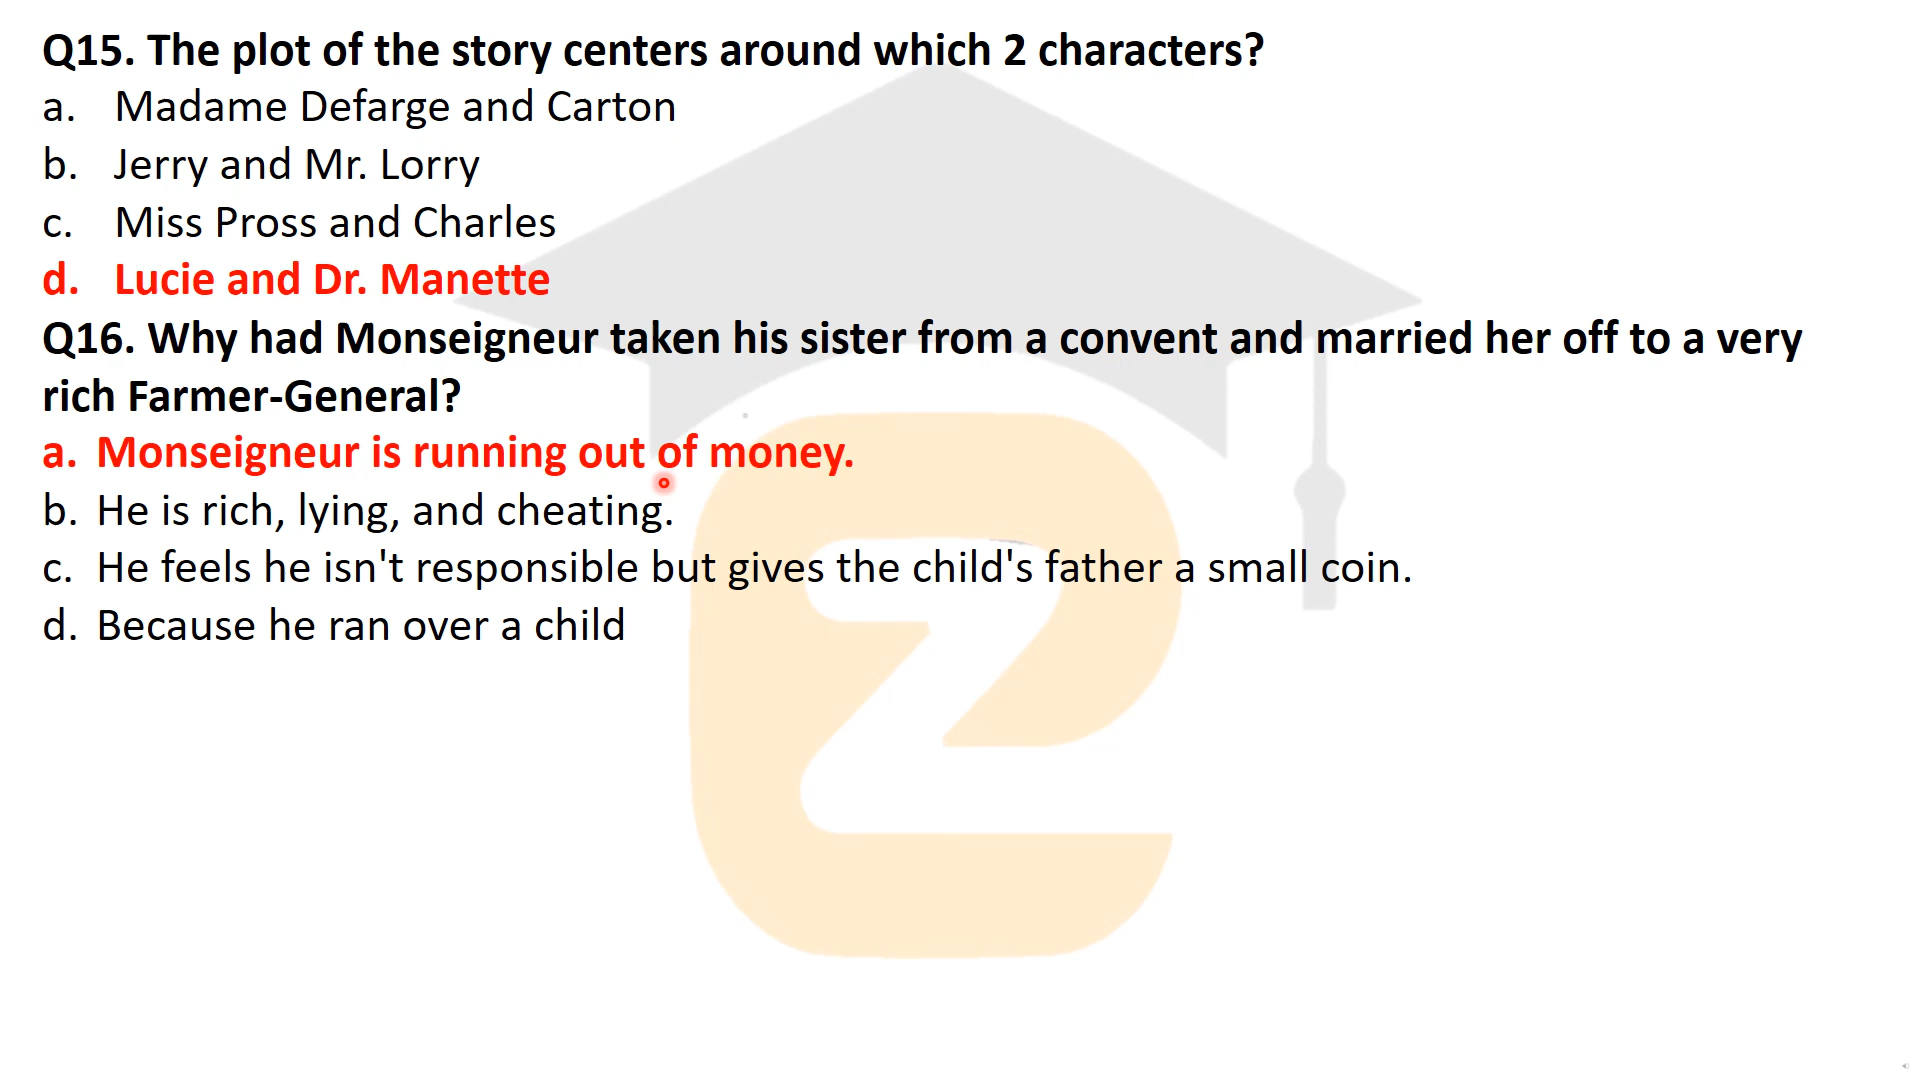 Q15. The plot of the story centers around which 2 characters?
a. Madame Defarge and Carton
b. Jerry and Mr. Lorry
c. Miss Pross and Charles
d. Lucie and Dr. Manette
Q16. Why had Monseigneur taken his sister from a convent and married her off to a very
rich Farmer-General?
a. Monseigneur is running out of money.
b. He is rich, lying, and cheating.
c. He feels he isn't responsible but gives the child's father a small coin.
d. Because he ran over a child